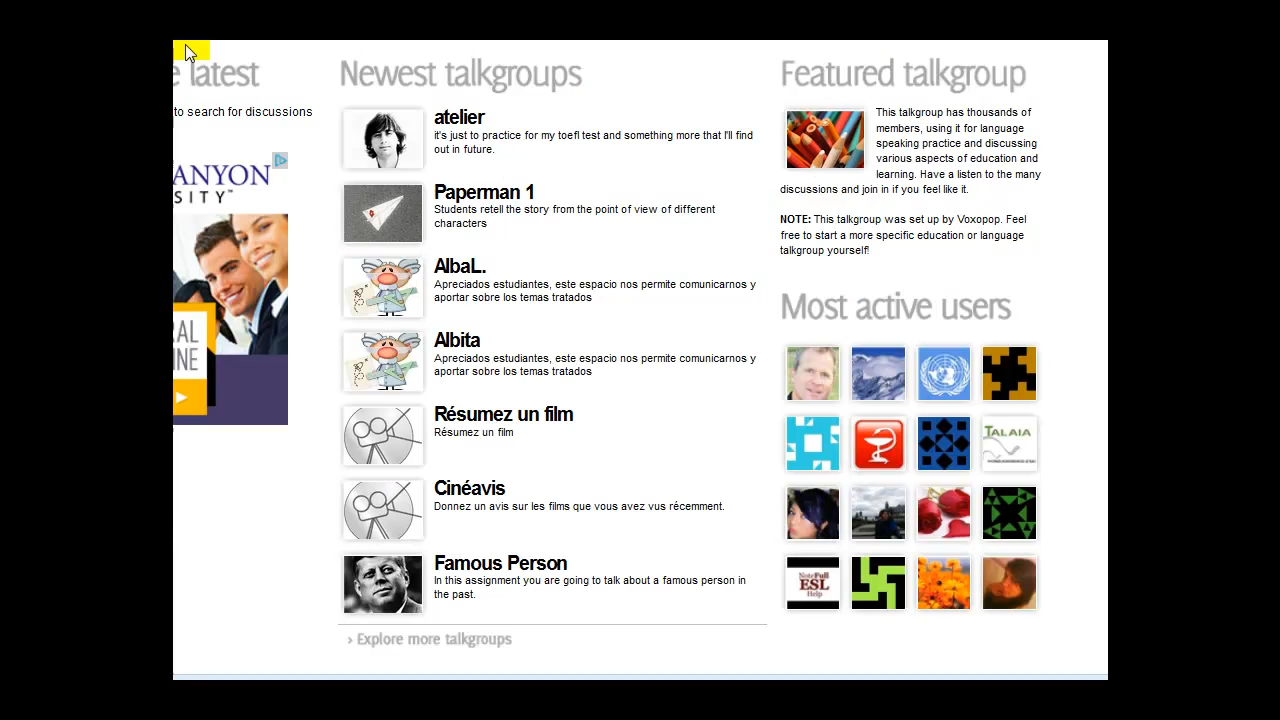 e latest
to search for discussions
ANYON
SITY™
RAL
INE
Newest talkgroups
atelier
it's just to practice for my toefl test and something more that I'll find
out in future.
Paperman 1
Students retell the story from the point of view of different
characters
AlbaL.
Apreciados estudiantes, este espacio nos permite comunicarnos y
aportar sobre los temas tratados
Albita
Apreciados estudiantes, este espacio nos permite comunicarnos y
aportar sobre los temas tratados
Résumez un film
Résumez un film
Cinéavis
Donnez un avis sur les films que vous avez vus récemment.
Famous Person
In this assignment you are going to talk about a famous person in
the past.
› Explore more talkgroups
Featured talkgroup
This talkgroup has thousands of
members, using it for language
speaking practice and discussing
various aspects of education and
learning. Have a listen to the many
discussions and join in if you feel like it.
NOTE: This talkgroup was set up by Voxopop. Feel
free to start a more specific education or language
talkgroup yourself!
Most active users
TALAIA
NoteFull
ESL
Help